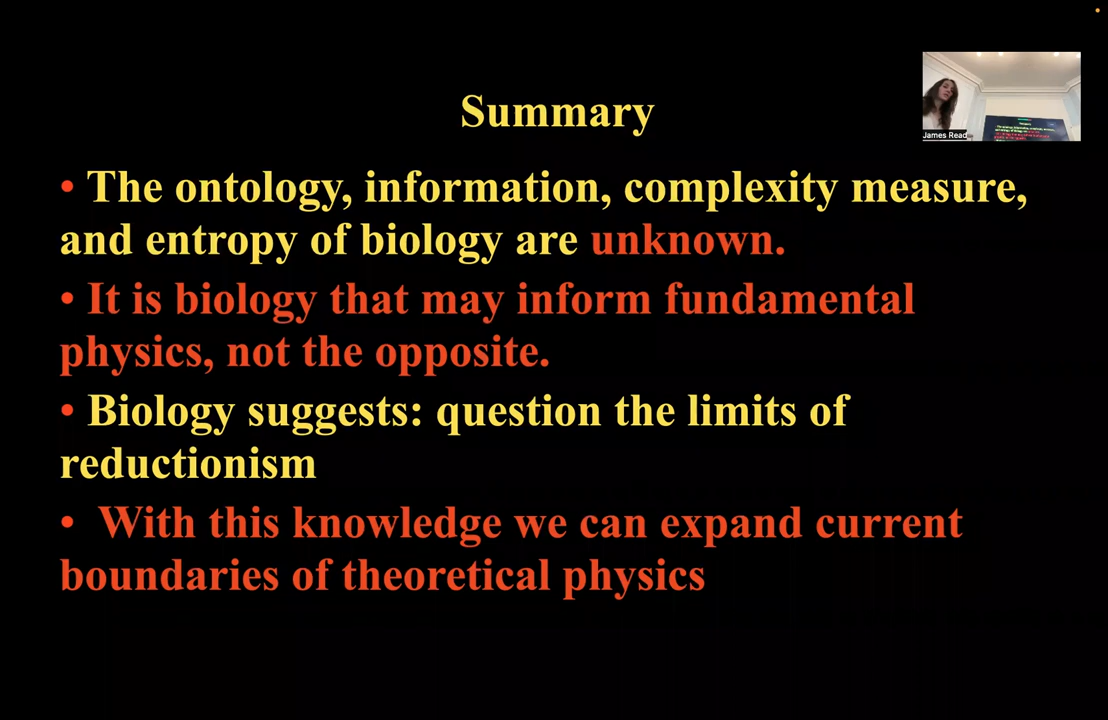 Summary
• The ontology, information, complexity measure,
and entropy of biology are unknown.
• It is biology that may inform fundamental
physics, not the opposite.
• Biology suggests: question the limits of
reductionism
• With this knowledge we can expand current
boundaries of theoretical physics
James Read